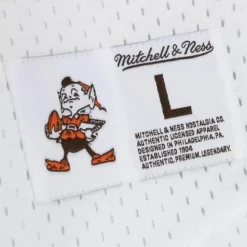 Mitchell & Ness
L
MITCHELL & NESS NOSTALGIA CO.
AUTHENTIC LICENSED APPAREL
DESIGNED IN PHILADELPHIA, PA.
ESTABLISHED 1904
AUTHENTIC. PREMIUM. LEGENDARY.